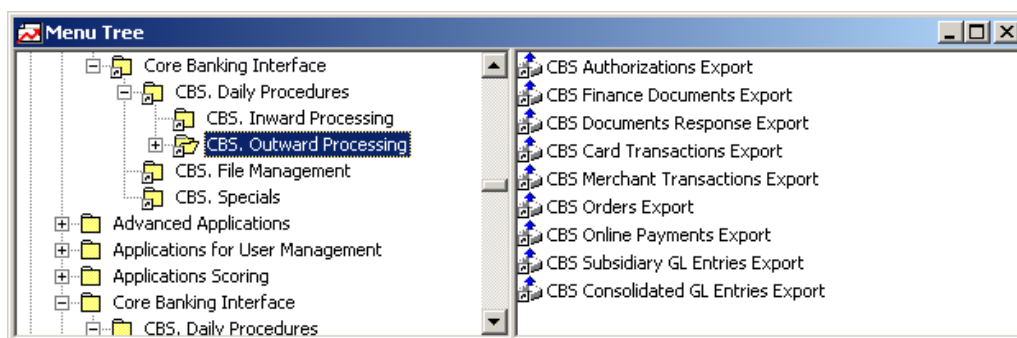 Menu Tree
Core Banking Interface
CBS. Daily Procedures
CBS. Inward Processing
CBS. Outward Processing
CBS. File Management
CBS. Specials
Advanced Applications
Applications for User Management
Applications Scoring
Core Banking Interface
CBS. Daily Procedures
CBS Authorizations Export
CBS Finance Documents Export
CBS Documents Response Export
CBS Card Transactions Export
CBS Merchant Transactions Export
CBS Orders Export
CBS Online Payments Export
CBS Subsidiary GL Entries Export
CBS Consolidated GL Entries Export